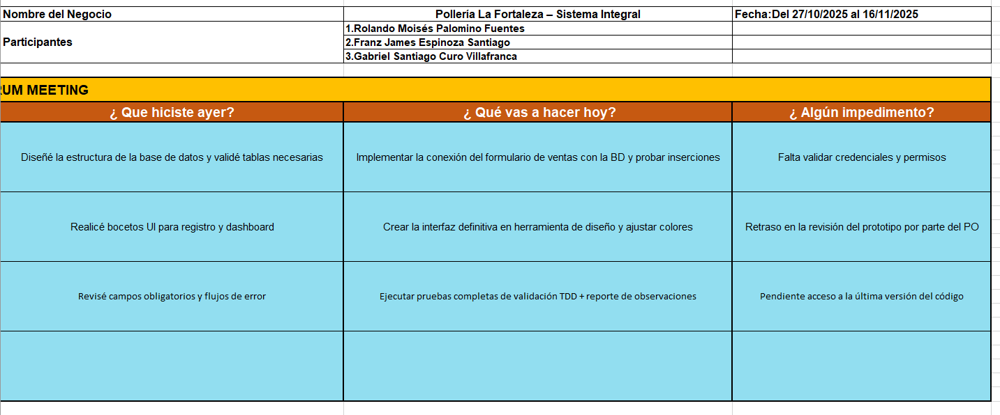 Nombre del Negocio Pollería La Fortaleza – Sistema Integral Fecha:Del 27/10/2025 al 16/11/2025
Participantes
1.Rolando Moisés Palomino Fuentes
2.Franz James Espinoza Santiago
3.Gabriel Santiago Curo Villafranca
RUM MEETING
¿ Que hiciste ayer? ¿ Qué vas a hacer hoy? ¿ Algún impedimento?
Diseñé la estructura de la base de datos y validé tablas necesarias Implementar la conexión del formulario de ventas con la BD y probar inserciones Falta validar credenciales y permisos
Realicé bocetos UI para registro y dashboard Crear la interfaz definitiva en herramienta de diseño y ajustar colores Retraso en la revisión del prototipo por parte del PO
Revisé campos obligatorios y flujos de error Ejecutar pruebas completas de validación TDD + reporte de observaciones Pendiente acceso a la última versión del código